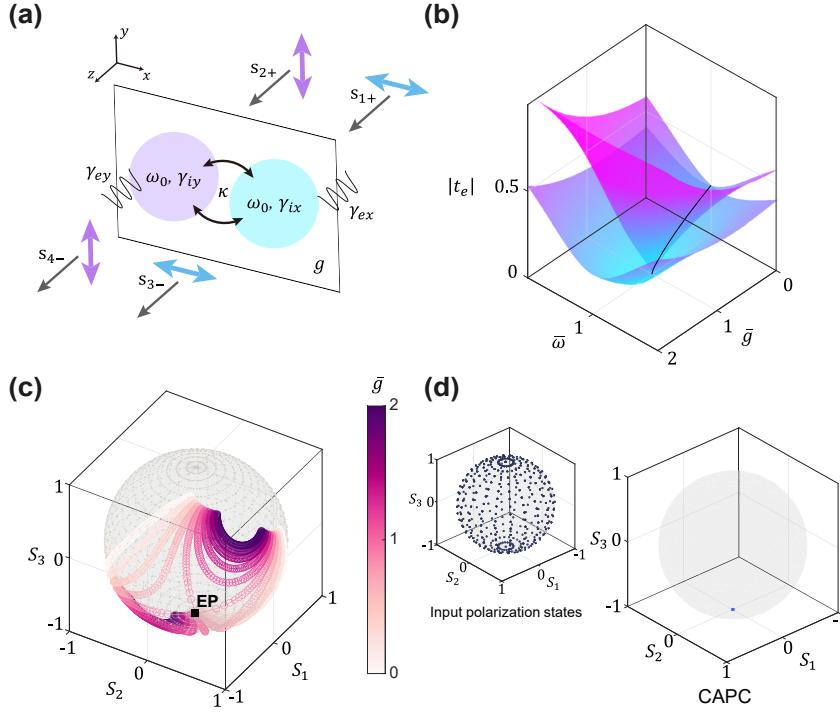 (a)
y
z
x
s2+
s1+
γey
ω0, γiy
κ
ω0, γix
γex
s4−
s3−
g
(b)
|te|
0.5
0
1
ω̄
2
1
ḡ
0
(c)
ḡ
2
1
0
1
S3
0
-1
-1
0
S2
1
-1
S1
1
EP
(d)
1
S3
0
-1
S2
0
1
0
S1
-1
Input polarization states
1
S3
0
-1
S2
0
1
0
S1
-
CAPC